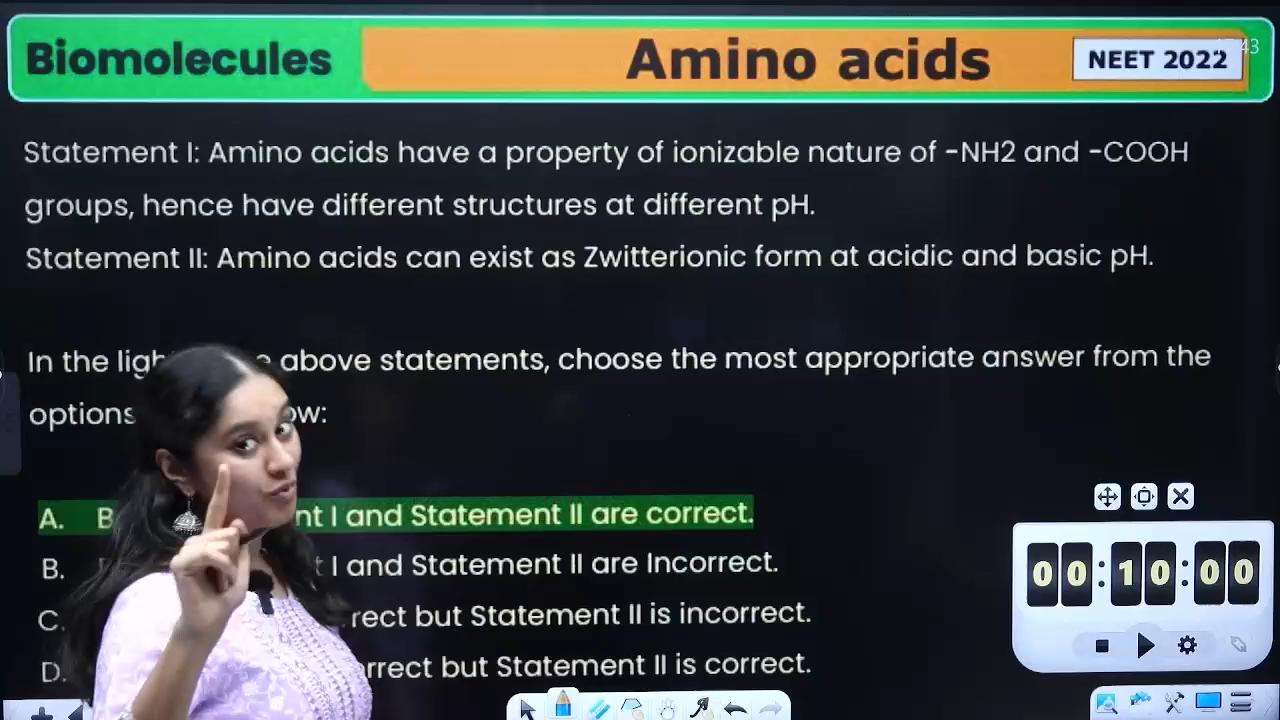 Biomolecules
Amino acids
NEET 2022
43
Statement I: Amino acids have a property of ionizable nature of -NH2 and -COOH
groups, hence have different structures at different pH.
Statement II: Amino acids can exist as Zwitterionic form at acidic and basic pH.
In the above statements, choose the most appropriate answer from the
options
A. nt I and Statement II are correct.
B. t I and Statement II are Incorrect.
C. rrect but Statement II is incorrect.
D. rrect but Statement II is correct.
00:10:00